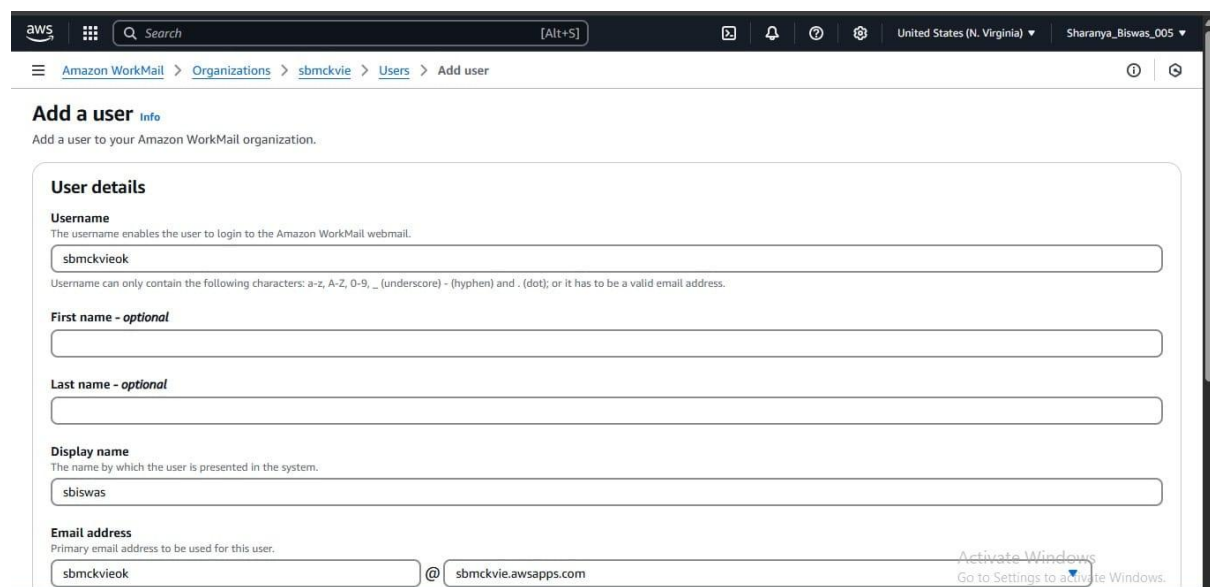 aws Search [Alt+S] United States (N. Virginia) Sharanya_Biswas_005
Amazon WorkMail > Organizations > sbmckvie > Users > Add user
Add a user Info
Add a user to your Amazon WorkMail organization.
User details
Username
The username enables the user to login to the Amazon WorkMail webmail.
sbmckvieok
Username can only contain the following characters: a-z, A-Z, 0-9, _ (underscore) - (hyphen) and . (dot); or it has to be a valid email address.
First name - optional
Last name - optional
Display name
The name by which the user is presented in the system.
sbiswas
Email address
Primary email address to be used for this user.
sbmckvieok @ sbmckvie.awsapps.com
Activate Windows
Go to Settings to activate Windows.